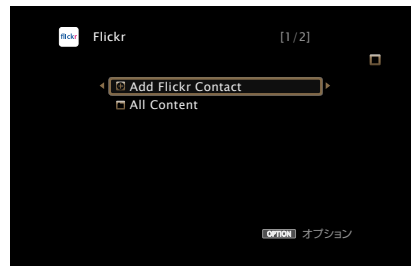 flickr Flickr [1/2]
Add Flickr Contact
All Content
OPTION オプション